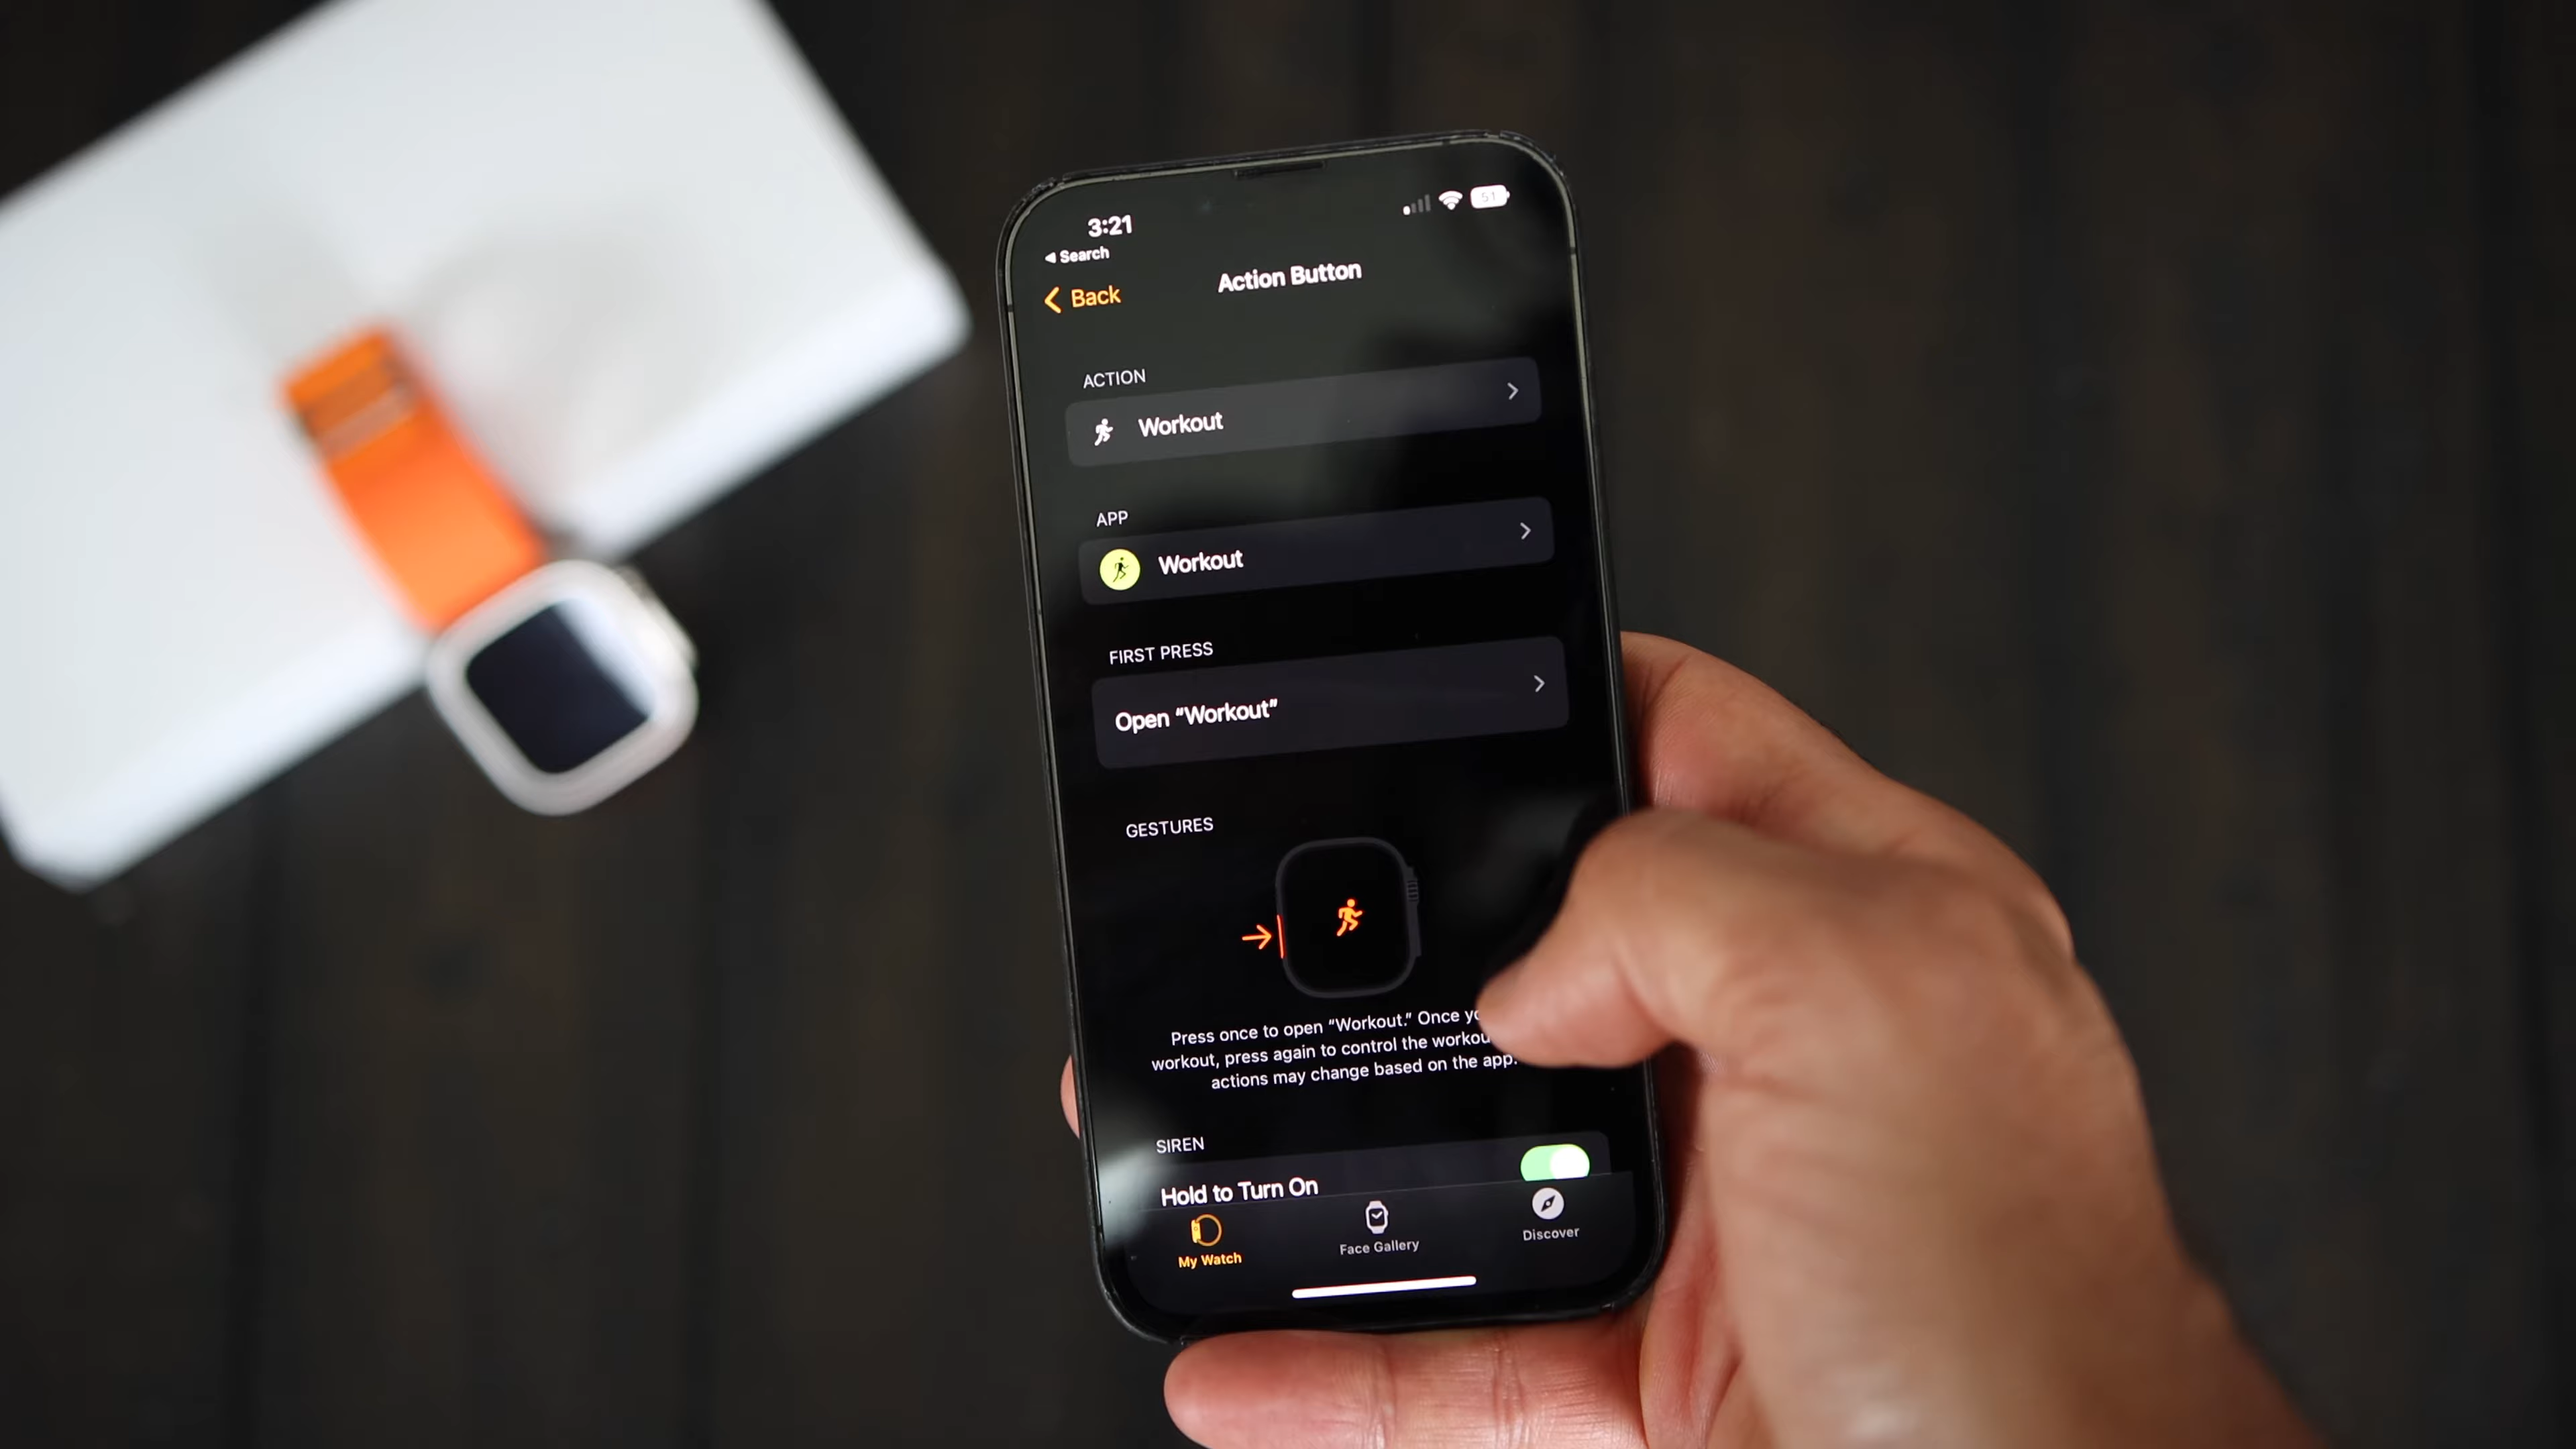 3:21
51
Search
Back
Action Button
ACTION
Workout
APP
Workout
FIRST PRESS
Open “Workout”
GESTURES
Press once to open “Workout.” Once
workout, press again to control the
actions may change based on the app.
SIREN
Hold to Turn On
My Watch
Face Gallery
Discover